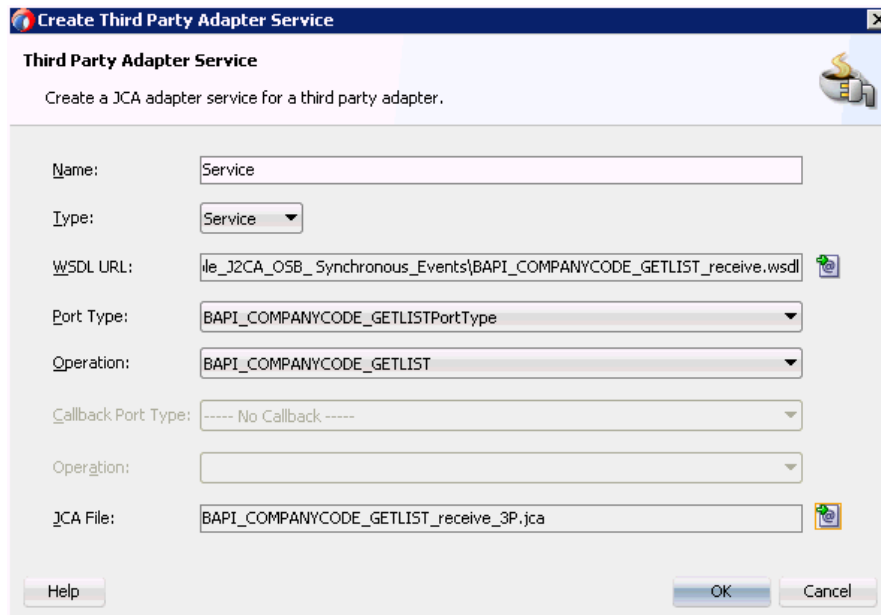 Create Third Party Adapter Service
Third Party Adapter Service
Create a JCA adapter service for a third party adapter.
Name: Service
Type: Service
WSDL URL: le_J2CA_OSB_ Synchronous_Events\BAPI_COMPANYCODE_GETLIST_receive.wsdl
Port Type: BAPI_COMPANYCODE_GETLISTPortType
Operation: BAPI_COMPANYCODE_GETLIST
Callback Port Type: ----- No Callback -----
Operation:
JCA File: BAPI_COMPANYCODE_GETLIST_receive_3P.jca
Help OK Cancel